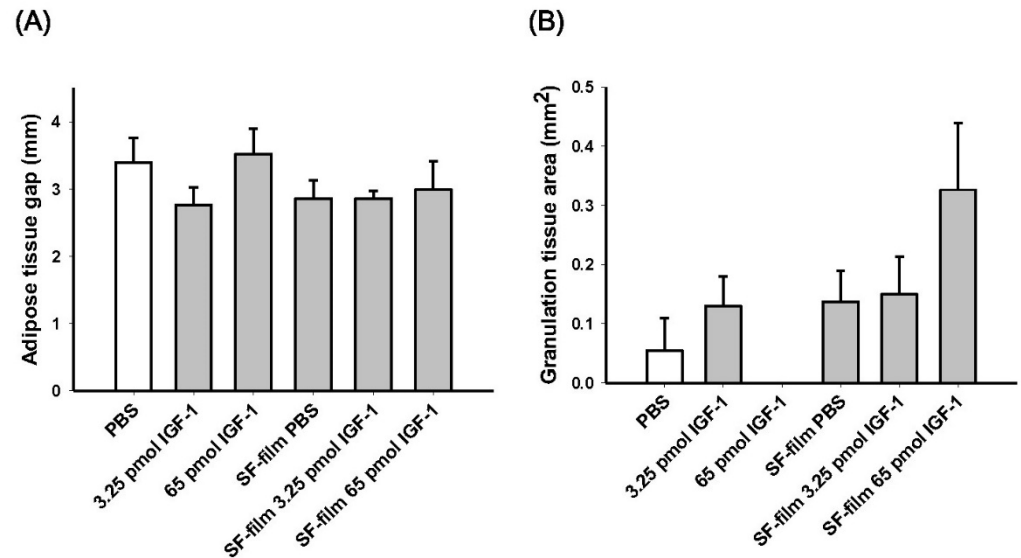 (A)
Adipose tissue gap (mm)
4
3
2
1
0
PBS
3.25 pmol IGF-1
65 pmol IGF-1
SF-film PBS
SF-film 3.25 pmol IGF-1
SF-film 65 pmol IGF-1
(B)
Granulation tissue area (mm²)
0.5
0.4
0.3
0.2
0.1
0.0
PBS
3.25 pmol IGF-1
65 pmol IGF-1
SF-film PBS
SF-film 3.25 pmol IGF-1
SF-film 65 pmol IGF-1